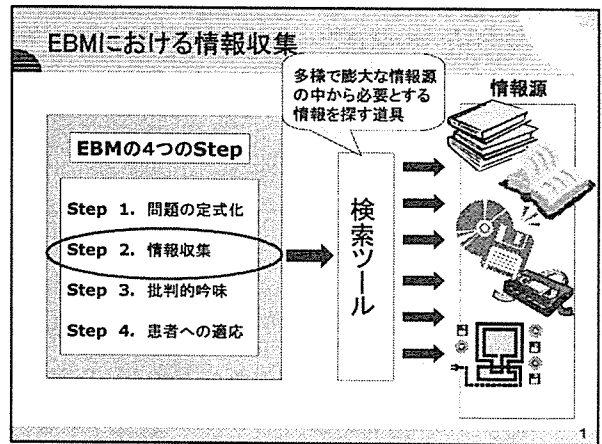 EBMにおける情報収集
多様で膨大な情報源
の中から必要とする
情報を探す道具
情報源
EBMの4つのStep
Step 1. 問題の定式化
Step 2. 情報収集
Step 3. 批判的吟味
Step 4. 患者への適応
検索ツール
1